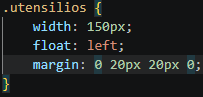 .utensilios {
width: 150px;
float: left;
margin: 0 20px 20px 0;
}